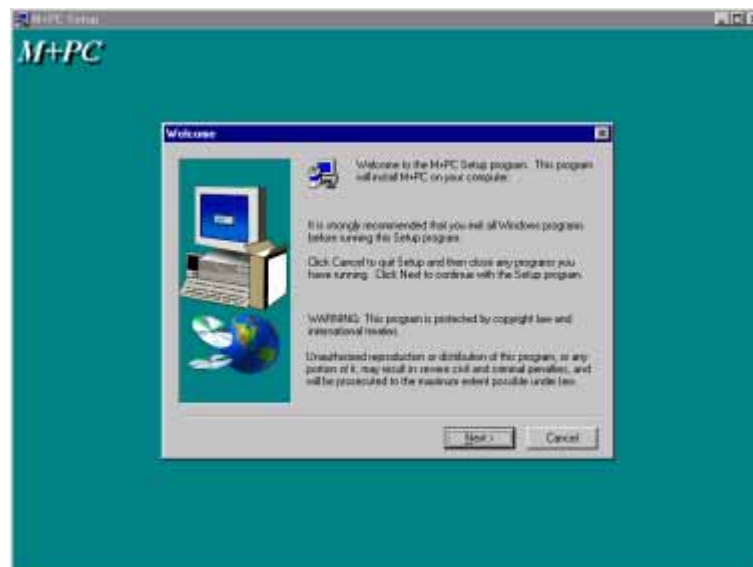 M+PC Setup
M+PC
Welcome
Welcome to the M+PC Setup program. This program
will install M+PC on your computer.
It is strongly recommended that you exit all Windows programs
before running this Setup program.
Click Cancel to quit Setup and then close any programs you
have running. Click Next to continue with the Setup program.
WARNING: This program is protected by copyright law and
international treaties.
Unauthorized reproduction or distribution of this program, or any
portion of it, may result in severe civil and criminal penalties, and
will be prosecuted to the maximum extent possible under law.
Next >
Cancel